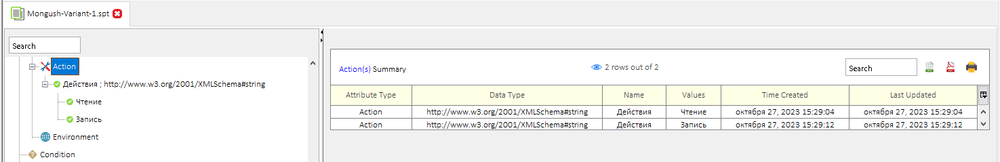 Mongush-Variant-1.spt
Search
Action
Действия ; http://www.w3.org/2001/XMLSchema#string
Чтение
Запись
Environment
Condition
Action(s) Summary
2 rows out of 2
Search
Attribute Type Data Type Name Values Time Created Last Updated
Action http://www.w3.org/2001/XMLSchema#string Действия Чтение октября 27, 2023 15:29:04 октября 27, 2023 15:29:04
Action http://www.w3.org/2001/XMLSchema#string Действия Запись октября 27, 2023 15:29:12 октября 27, 2023 15:29:12